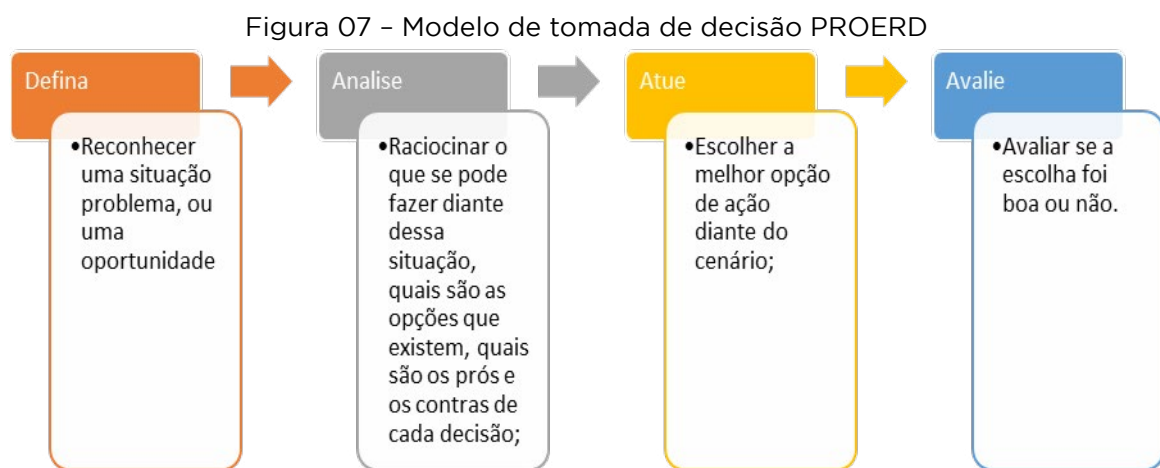 Figura 07 – Modelo de tomada de decisão PROERD
Defina
•Reconhecer
uma situação
problema, ou
uma
oportunidade
Analise
•Raciocinar o
que se pode
fazer diante
dessa
situação,
quais são as
opções que
existem, quais
são os prós e
os contras de
cada decisão;
Atue
•Escolher a
melhor opção
de ação
diante do
cenário;
Avalie
•Avaliar se a
escolha foi
boa ou não.